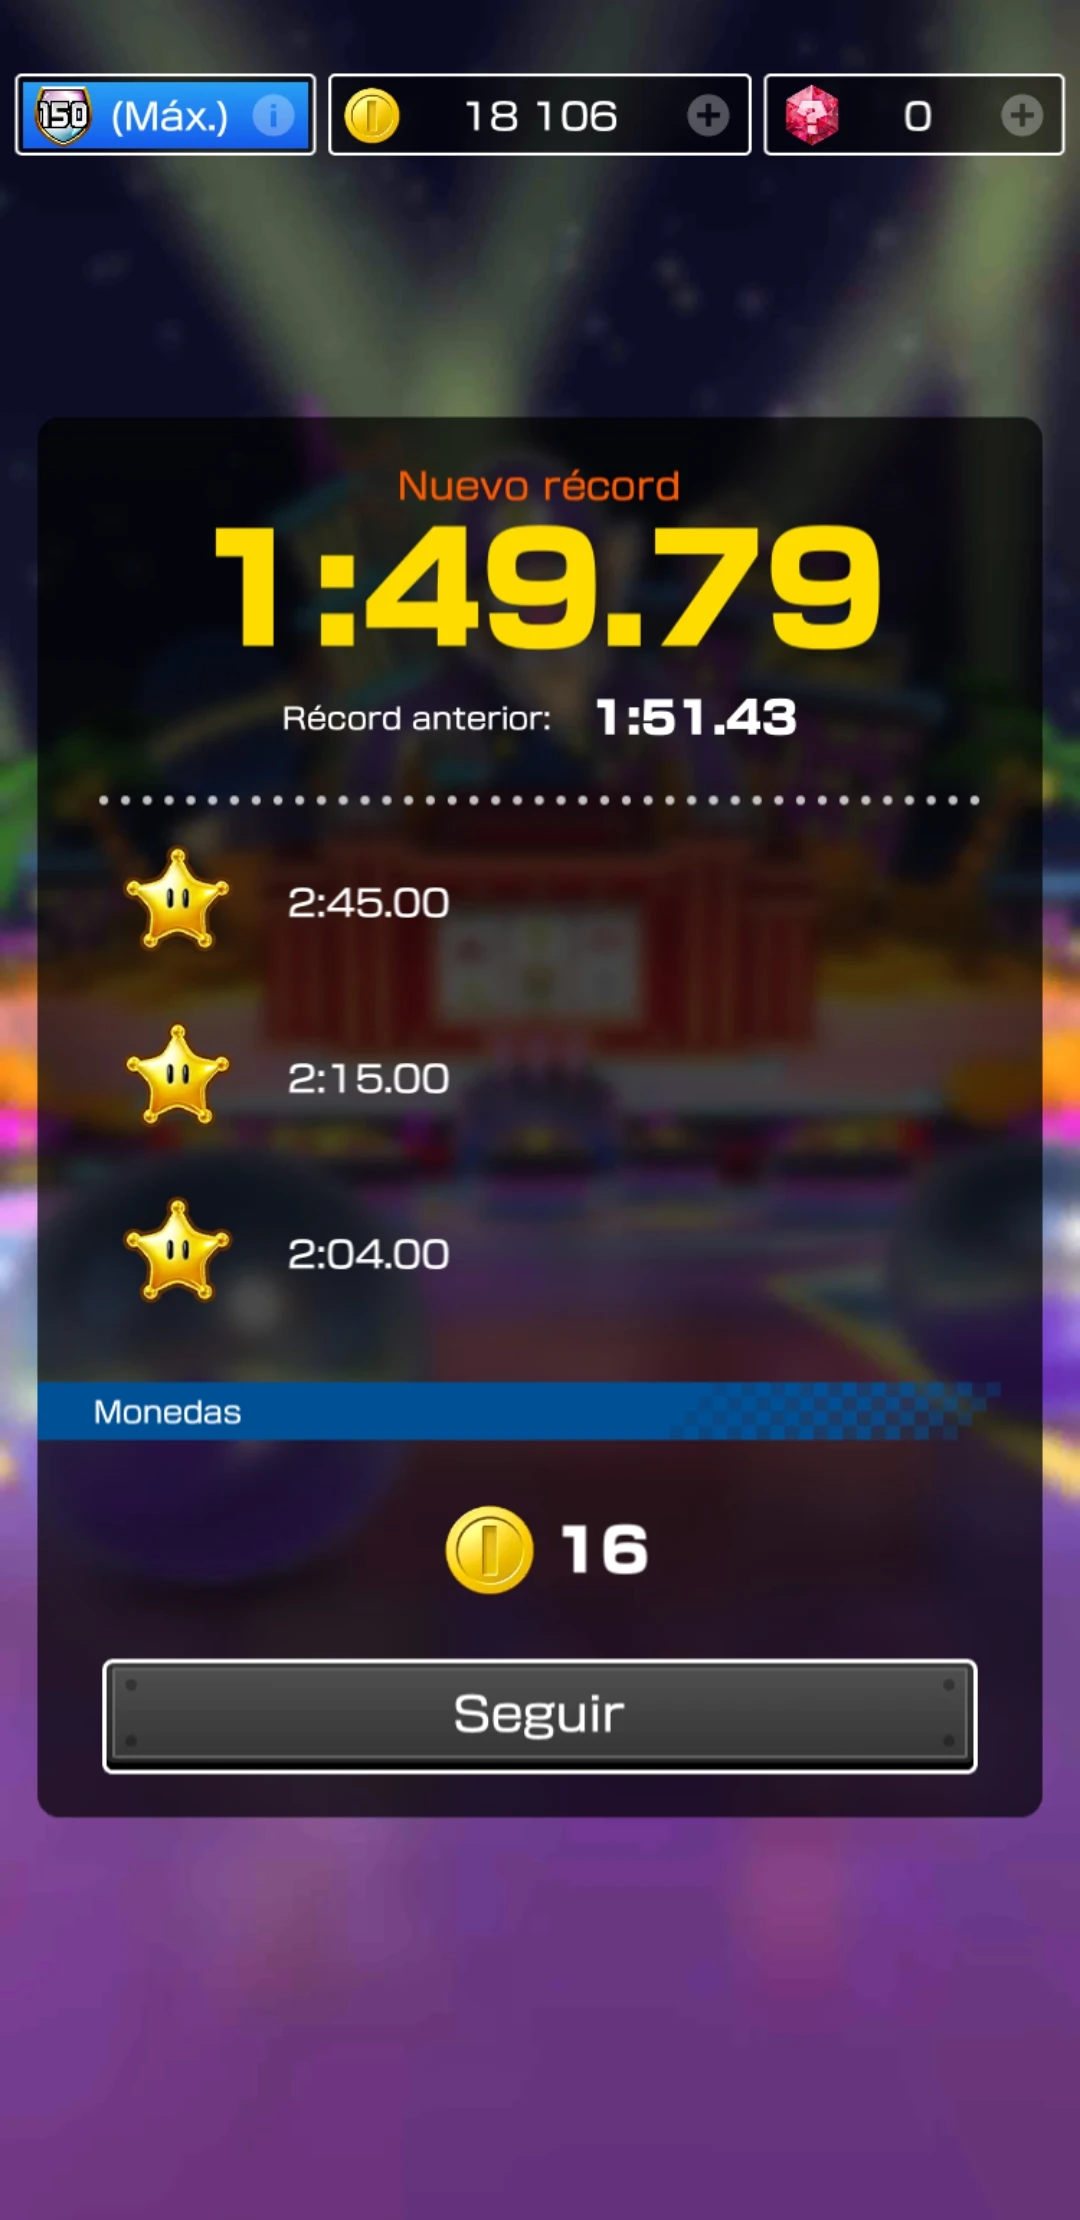 150 (Máx.) i 18 106 + ? 0 +
Nuevo récord
1:49.79
Récord anterior: 1:51.43
2:45.00
2:15.00
2:04.00
Monedas
16
Seguir